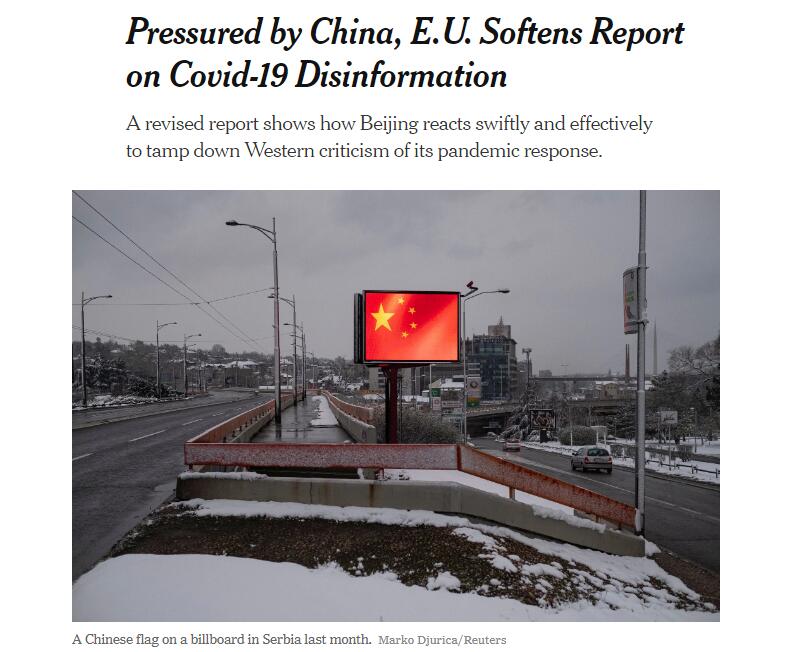 Pressured by China, E.U. Softens Report
on Covid-19 Disinformation
A revised report shows how Beijing reacts swiftly and effectively
to tamp down Western criticism of its pandemic response.
A Chinese flag on a billboard in Serbia last month. Marko Djurica/Reuters